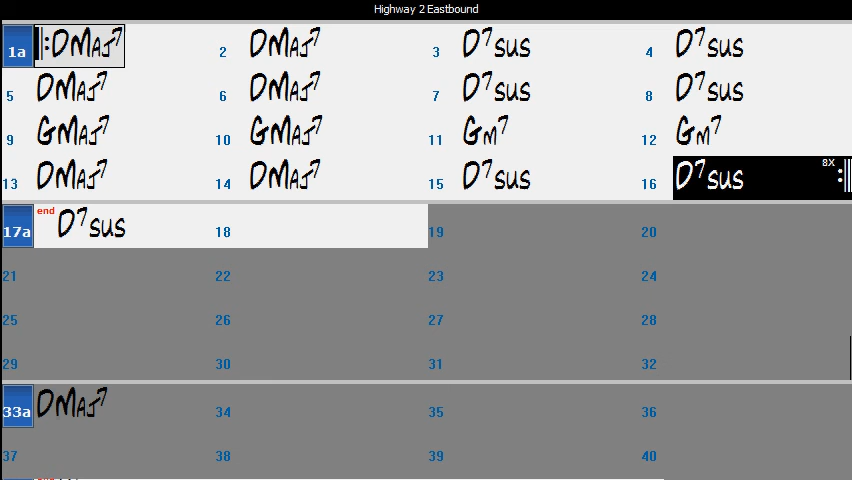 Highway 2 Eastbound
1a DMAJ7 2 DMAJ7 3 D7sus 4 D7sus
5 DMAJ7 6 DMAJ7 7 D7sus 8 D7sus
9 GMAJ7 10 GMAJ7 11 Gm7 12 Gm7
13 DMAJ7 14 DMAJ7 15 D7sus 16 D7sus 8X
17a end D7sus 18 19 20
21 22 23 24
25 26 27 28
29 30 31 32
33a DMAJ7 34 35 36
37 38 39 40